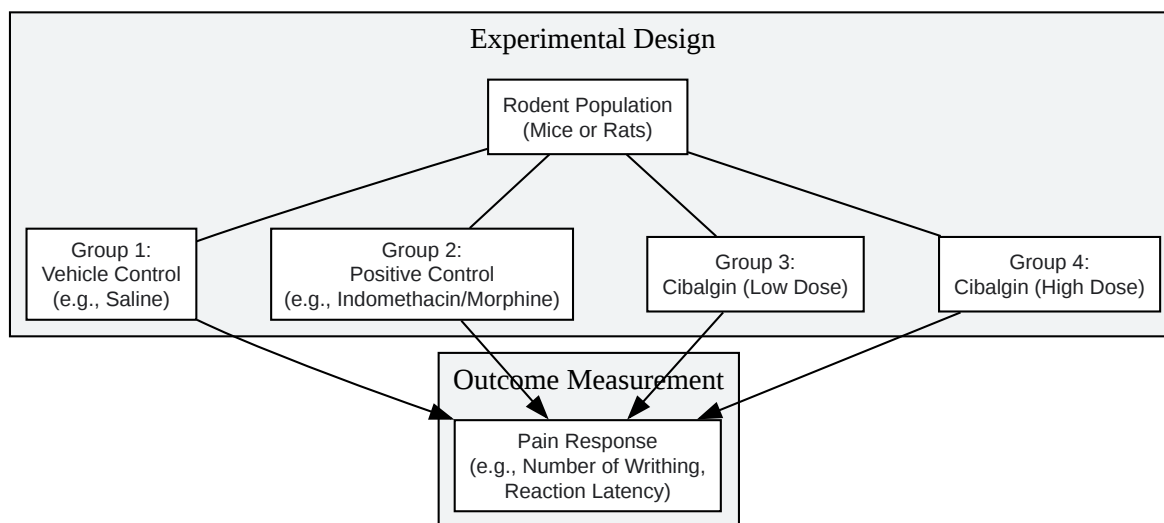 Experimental Design
Rodent Population
(Mice or Rats)
Group 1:
Vehicle Control
(e.g., Saline)
Group 2:
Positive Control
(e.g., Indomethacin/Morphine)
Group 3:
Cibalgin (Low Dose)
Group 4:
Cibalgin (High Dose)
Outcome Measurement
Pain Response
(e.g., Number of Writhing,
Reaction Latency)